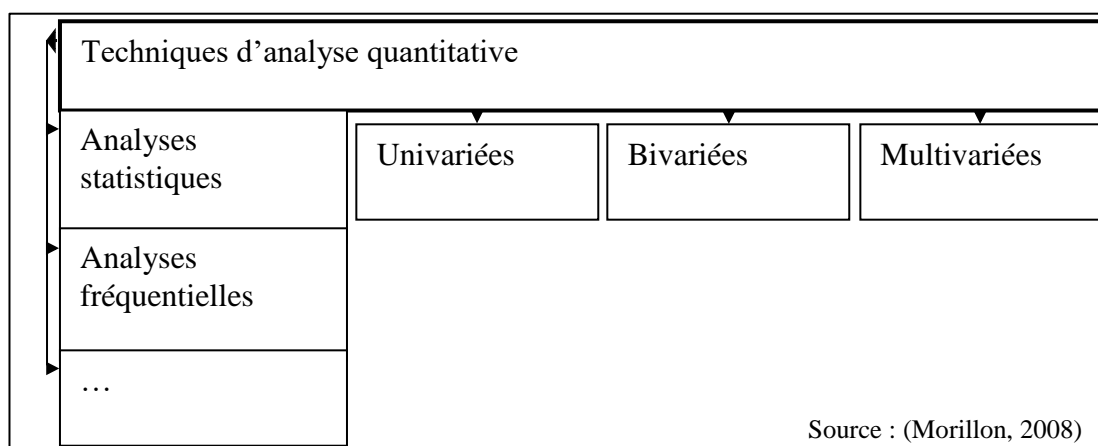 Techniques d’analyse quantitative
Analyses
statistiques
Univariées
Bivariées
Multivariées
Analyses
fréquentielles
…
Source : (Morillon, 2008)